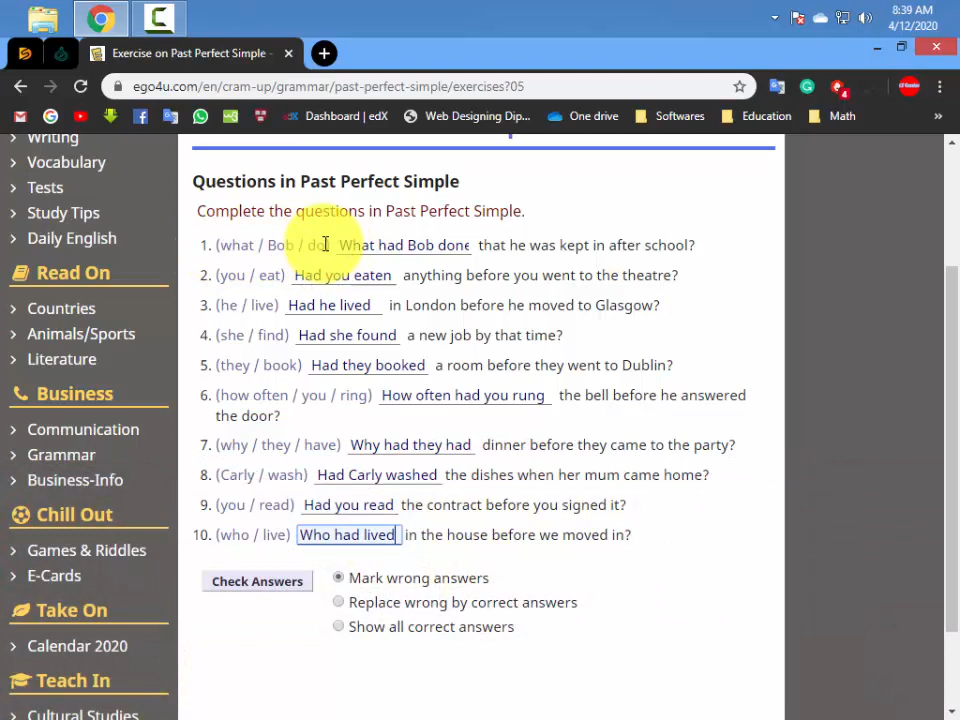 8:39 AM
4/12/2020
Exercise on Past Perfect Simple -
ego4u.com/en/cram-up/grammar/past-perfect-simple/exercises?05
4
Dashboard | edX
Web Designing Dip...
One drive
Softwares
Education
Math
»
Writing
Vocabulary
Tests
Study Tips
Daily English
Read On
Countries
Animals/Sports
Literature
Business
Communication
Grammar
Business-Info
Chill Out
Games & Riddles
E-Cards
Take On
Calendar 2020
Teach In
Cultural Studies
Questions in Past Perfect Simple
Complete the questions in Past Perfect Simple.
1. (what / Bob / do) What had Bob done that he was kept in after school?
2. (you / eat) Had you eaten anything before you went to the theatre?
3. (he / live) Had he lived in London before he moved to Glasgow?
4. (she / find) Had she found a new job by that time?
5. (they / book) Had they booked a room before they went to Dublin?
6. (how often / you / ring) How often had you rung the bell before he answered
the door?
7. (why / they / have) Why had they had dinner before they came to the party?
8. (Carly / wash) Had Carly washed the dishes when her mum came home?
9. (you / read) Had you read the contract before you signed it?
10. (who / live) Who had lived in the house before we moved in?
Check Answers
Mark wrong answers
Replace wrong by correct answers
Show all correct answers